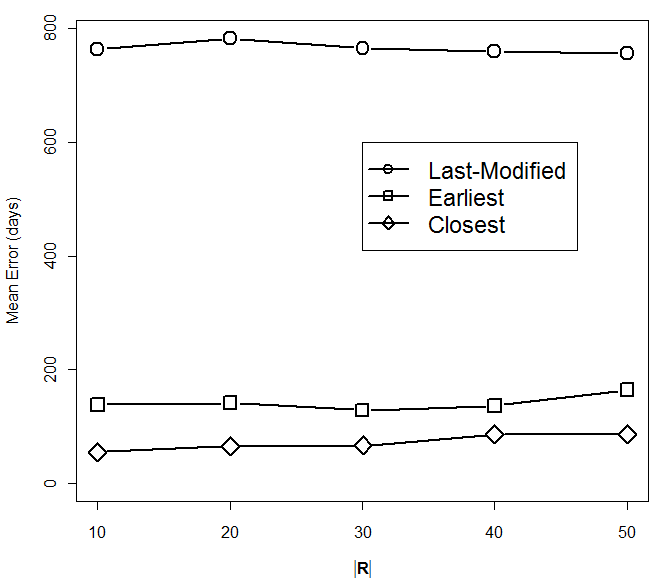 800
600
400
200
0
Mean Error (days)
Last-Modified
Earliest
Closest
10 20 30 40 50
|R|